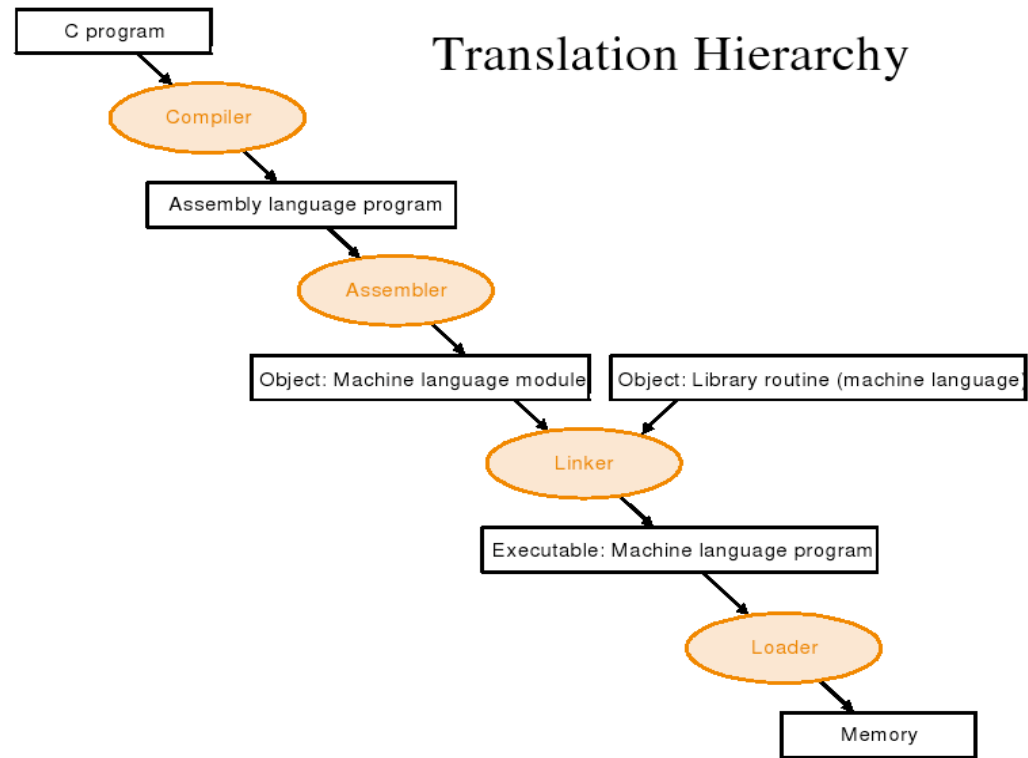 C program
Translation Hierarchy
Compiler
Assembly language program
Assembler
Object: Machine language module
Object: Library routine (machine language)
Linker
Executable: Machine language program
Loader
Memory